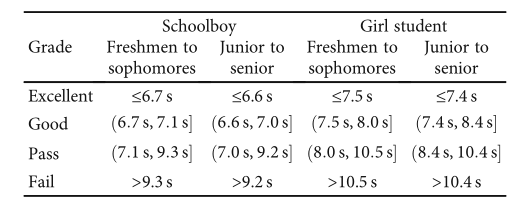 Schoolboy Girl student
Grade Freshmen to sophomores Junior to senior Freshmen to sophomores Junior to senior
Excellent ≤6.7 s ≤6.6 s ≤7.5 s ≤7.4 s
Good (6.7 s, 7.1 s] (6.6 s, 7.0 s] (7.5 s, 8.0 s] (7.4 s, 8.4 s]
Pass (7.1 s, 9.3 s] (7.0 s, 9.2 s] (8.0 s, 10.5 s] (8.4 s, 10.4 s]
Fail >9.3 s >9.2 s >10.5 s >10.4 s